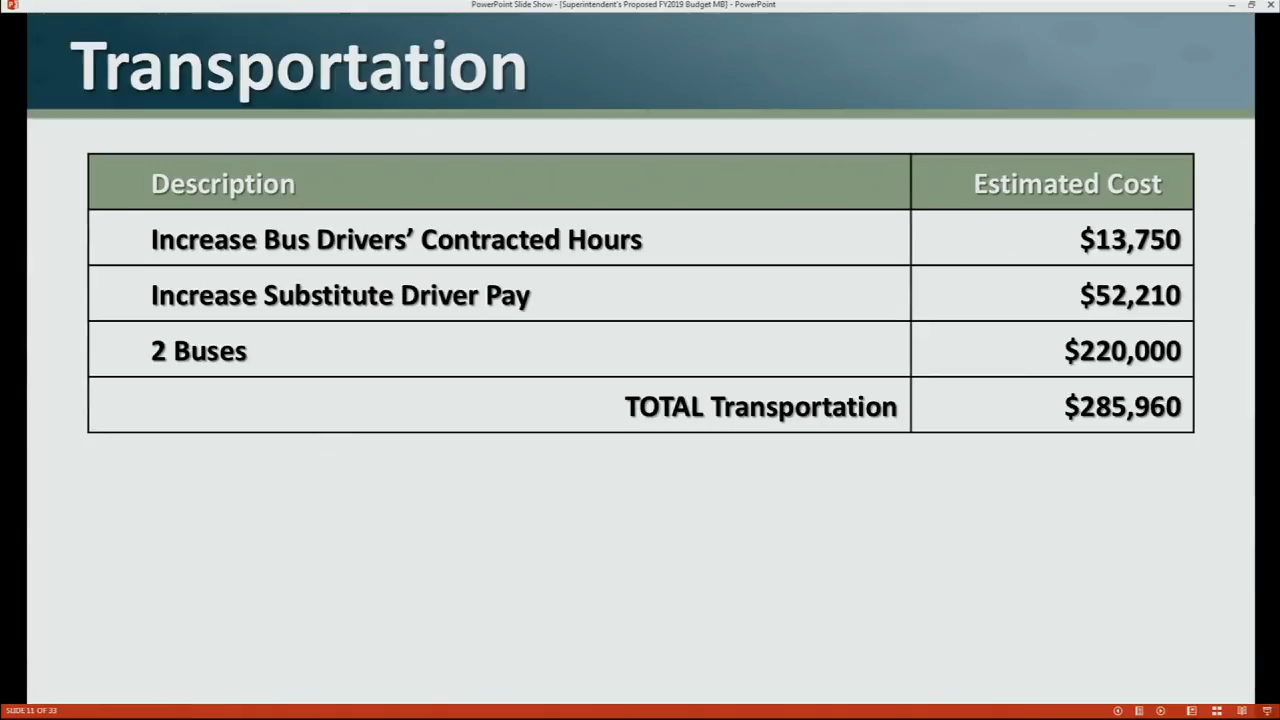 PowerPoint Slide Show - [Superintendent's Proposed FY2019 Budget MB] - PowerPoint
Transportation
Description Estimated Cost
Increase Bus Drivers’ Contracted Hours $13,750
Increase Substitute Driver Pay $52,210
2 Buses $220,000
TOTAL Transportation $285,960
SLIDE 11 OF 33